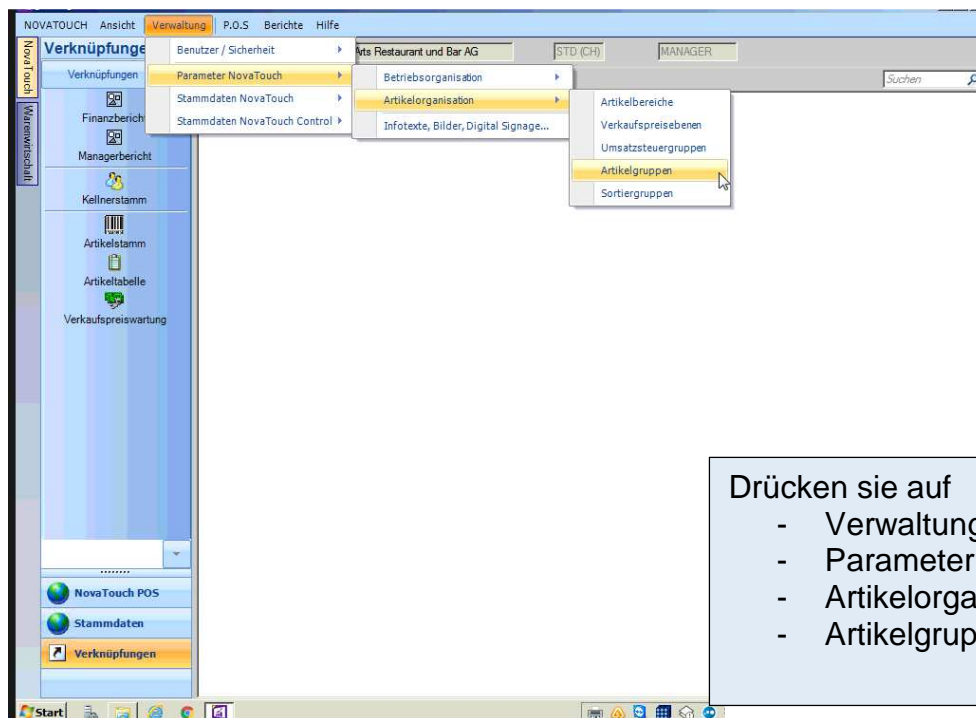 NOVATOUCH Ansicht Verwaltung P.O.S Berichte Hilfe
NovaTouch
Warenwirtschaft
Verknüpfunge
Verknüpfungen
Finanzbericht
Managerbericht
Kellnerstamm
Artikelstamm
Artikeltabelle
Verkaufspreiswartung
NovaTouch POS
Stammdaten
Verknüpfungen
Benutzer / Sicherheit
Parameter NovaTouch
Stammdaten NovaTouch
Stammdaten NovaTouch Control
Arts Restaurant und Bar AG STD (CH) MANAGER
Suchen
Betriebsorganisation
Artikelorganisation
Infotexte, Bilder, Digital Signage...
Artikelbereiche
Verkaufspreisebenen
Umsatzsteuergruppen
Artikelgruppen
Sortiergruppen
Drücken sie auf
- Verwaltung
- Parameter
- Artikelorga
- Artikelgrup
Start